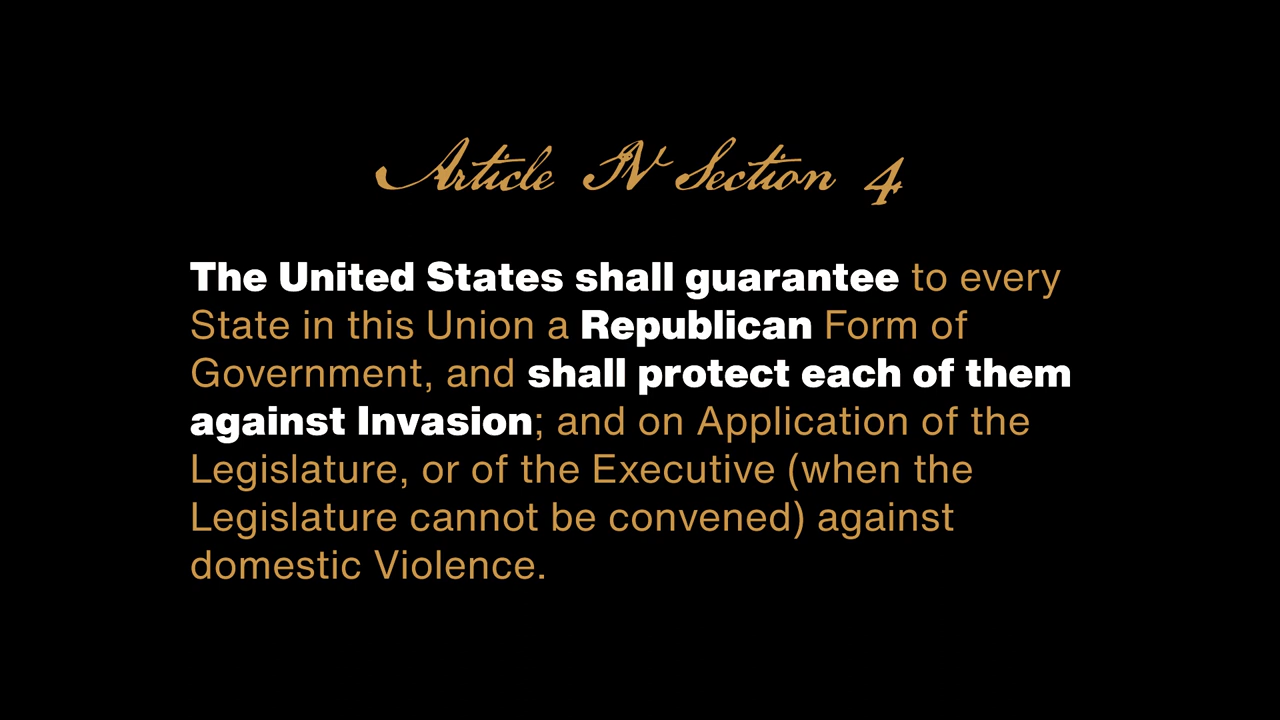 Article IV Section 4
The United States shall guarantee to every
State in this Union a Republican Form of
Government, and shall protect each of them
against Invasion; and on Application of the
Legislature, or of the Executive (when the
Legislature cannot be convened) against
domestic Violence.